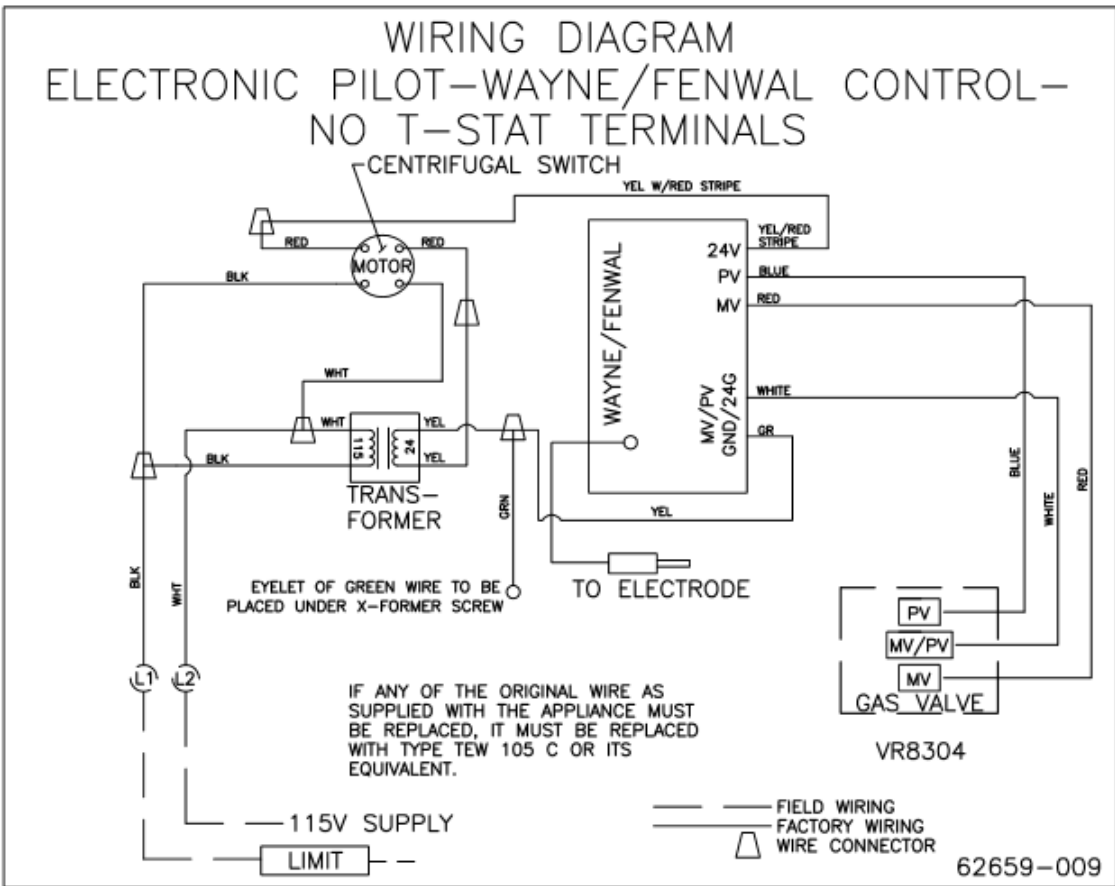 WIRING DIAGRAM
ELECTRONIC PILOT-WAYNE/FENWAL CONTROL-
NO T-STAT TERMINALS
CENTRIFUGAL SWITCH
YEL W/RED STRIPE
YEL/RED
STRIPE
RED
RED
MOTOR
BLK
WAYNE/FENWAL
24V
PV
BLUE
MV
RED
WHT
WHITE
MV/PV
GND/24G
GR
WHT
115
24
YEL
YEL
BLK
TRANS-
FORMER
GRN
YEL
BLUE
WHITE
RED
BLK
WHT
EYELET OF GREEN WIRE TO BE
PLACED UNDER X-FORMER SCREW
TO ELECTRODE
PV
MV/PV
MV
GAS VALVE
VR8304
L1
L2
IF ANY OF THE ORIGINAL WIRE AS
SUPPLIED WITH THE APPLIANCE MUST
BE REPLACED, IT MUST BE REPLACED
WITH TYPE TEW 105 C OR ITS
EQUIVALENT.
115V SUPPLY
LIMIT
FIELD WIRING
FACTORY WIRING
WIRE CONNECTOR
62659-009